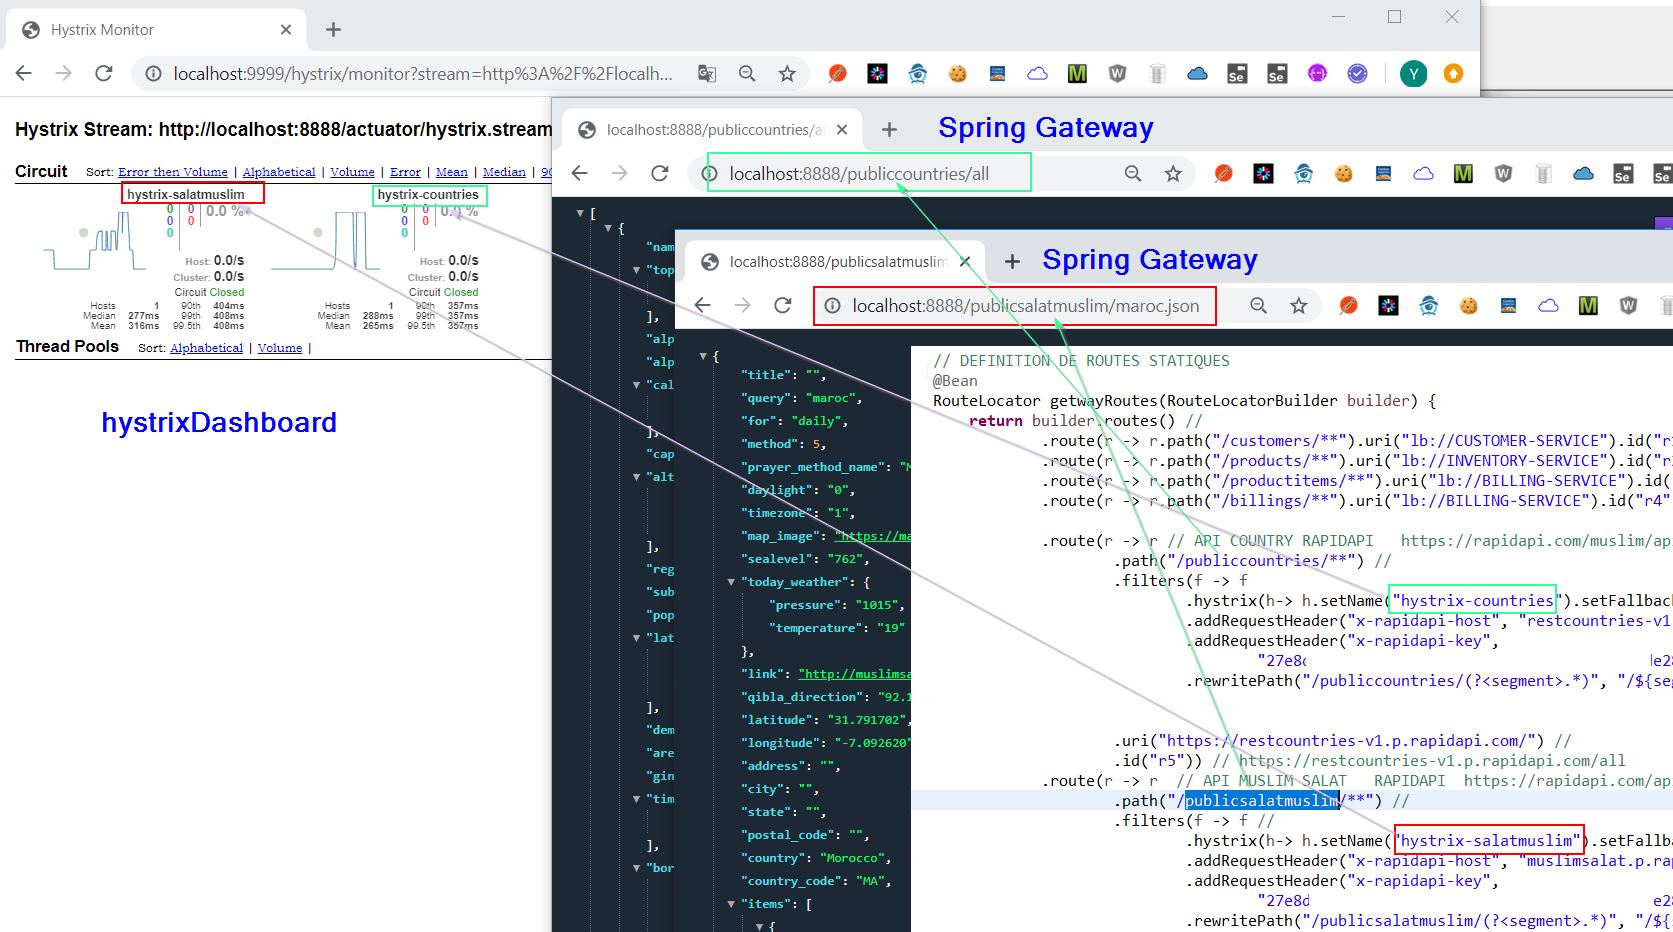 Hystrix Monitor
localhost:9999/hystrix/monitor?stream=http%3A%2F%2Flocalh...
Y
Hystrix Stream: http://localhost:8888/actuator/hystrix.stream
Circuit Sort: Error then Volume | Alphabetical | Volume | Error | Mean | Median | 90
hystrix-salatmuslim
0 0 0.0 %
0 0
0
Host: 0.0/s
Cluster: 0.0/s
Circuit Closed
Hosts 1 90th 404ms
Median 277ms 99th 408ms
Mean 316ms 99.5th 408ms
hystrix-countries
0 0 0.0 %
0 0
0
Host: 0.0/s
Cluster: 0.0/s
Circuit Closed
Hosts 1 90th 357ms
Median 288ms 99th 357ms
Mean 265ms 99.5th 357ms
Thread Pools Sort: Alphabetical | Volume |
hystrixDashboard
localhost:8888/publiccountries/al
Spring Gateway
localhost:8888/publiccountries/all
[
{
"nam
"top
],
"alp
"alp
"cal
],
"cap
"alt
],
"reg
"sub
"pop
"lat
],
"dem
"are
"gin
"tim
],
"bor
localhost:8888/publicsalatmuslim
Spring Gateway
localhost:8888/publicsalatmuslim/maroc.json
{
"title": "",
"query": "maroc",
"for": "daily",
"method": 5,
"prayer_method_name": "M
"daylight": "0",
"timezone": "1",
"map_image": "https://ma
"sealevel": "762",
"today_weather": {
"pressure": "1015",
"temperature": "19"
},
"link": "http://muslimsa
"qibla_direction": "92.1
"latitude": "31.791702",
"longitude": "-7.092620"
"address": "",
"city": "",
"state": "",
"postal_code": "",
"country": "Morocco",
"country_code": "MA",
"items": [
{
// DEFINITION DE ROUTES STATIQUES
@Bean
RouteLocator getwayRoutes(RouteLocatorBuilder builder) {
return builder.routes() //
.route(r -> r.path("/customers/**").uri("lb://CUSTOMER-SERVICE").id("r
.route(r -> r.path("/products/**").uri("lb://INVENTORY-SERVICE").id("r
.route(r -> r.path("/productitems/**").uri("lb://BILLING-SERVICE").id(
.route(r -> r.path("/billings/**").uri("lb://BILLING-SERVICE").id("r4"
.route(r -> r // API COUNTRY RAPIDAPI https://rapidapi.com/muslim/ap
.path("/publiccountries/**") //
.filters(f -> f
.hystrix(h-> h.setName("hystrix-countries").setFallbac
.addRequestHeader("x-rapidapi-host", "restcountries-v1
.addRequestHeader("x-rapidapi-key",
"27e8d e28
.rewritePath("/publiccountries/(?<segment>.*)", "/${seg
.uri("https://restcountries-v1.p.rapidapi.com/") //
.id("r5")) // https://restcountries-v1.p.rapidapi.com/all
.route(r -> r // API MUSLIM SALAT RAPIDAPI https://rapidapi.com/ap
.path("/publicsalatmuslim/**") //
.filters(f -> f //
.hystrix(h-> h.setName("hystrix-salatmuslim").setFallba
.addRequestHeader("x-rapidapi-host", "muslimsalat.p.rap
.addRequestHeader("x-rapidapi-key",
"27e8d e28
.rewritePath("/publicsalatmuslim/(?<segment>.*)", "/${s